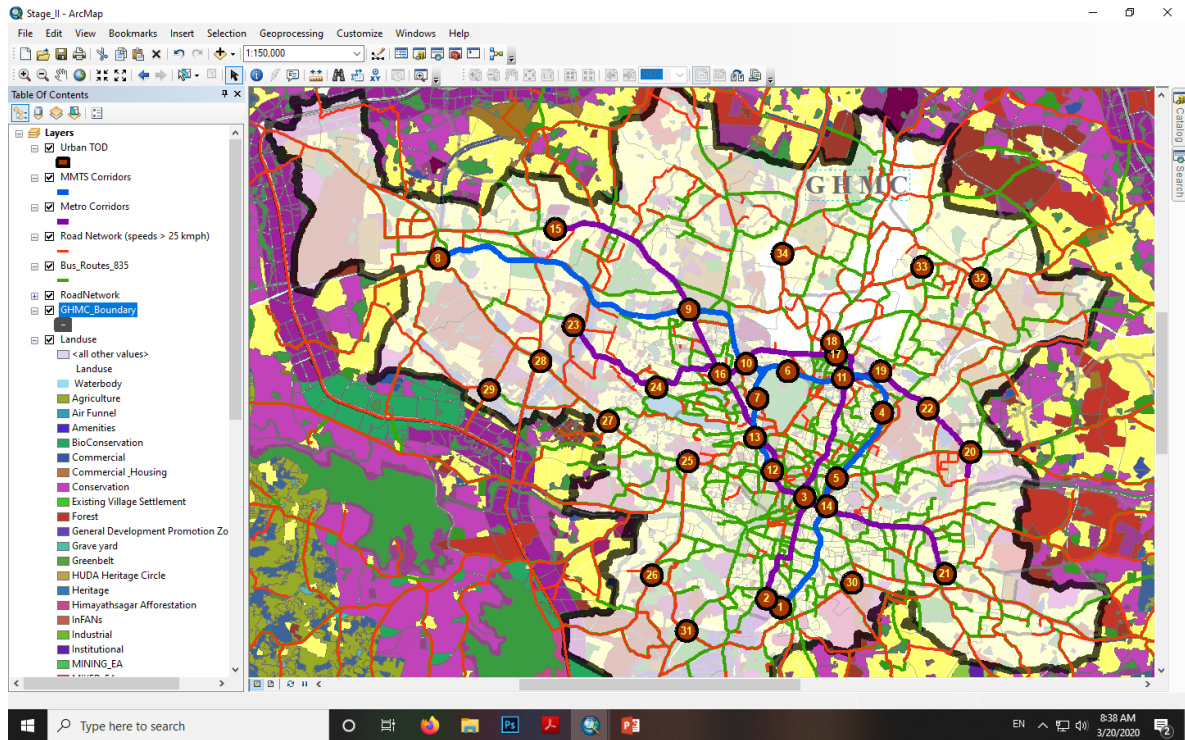 Stage_II - ArcMap
File Edit View Bookmarks Insert Selection Geoprocessing Customize Windows Help
1:150,000
Table Of Contents
Layers
Urban TOD
MMTS Corridors
Metro Corridors
Road Network (speeds > 25 kmph)
Bus_Routes_835
RoadNetwork
GHMC_Boundary
Landuse
<all other values>
Landuse
Waterbody
Agriculture
Air Funnel
Amenities
BioConservation
Commercial
Commercial ,Housing
Conservation
Existing Village Settlement
Forest
General Development Promotion Zo
Grave yard
Greenbelt
HUDA Heritage Circle
Heritage
Himayathsagar Afforestation
InFANs
Industrial
Institutional
MINING_EA
GHMC
15
8
34
33
32
9
23
18
17
28
10
16
6
11
19
29
24
7
4
22
27
13
20
25
12
5
3
14
26
21
30
2
1
31
Catalog
Search
Type here to search
Ps
EN
8:38 AM
3/20/2020
2